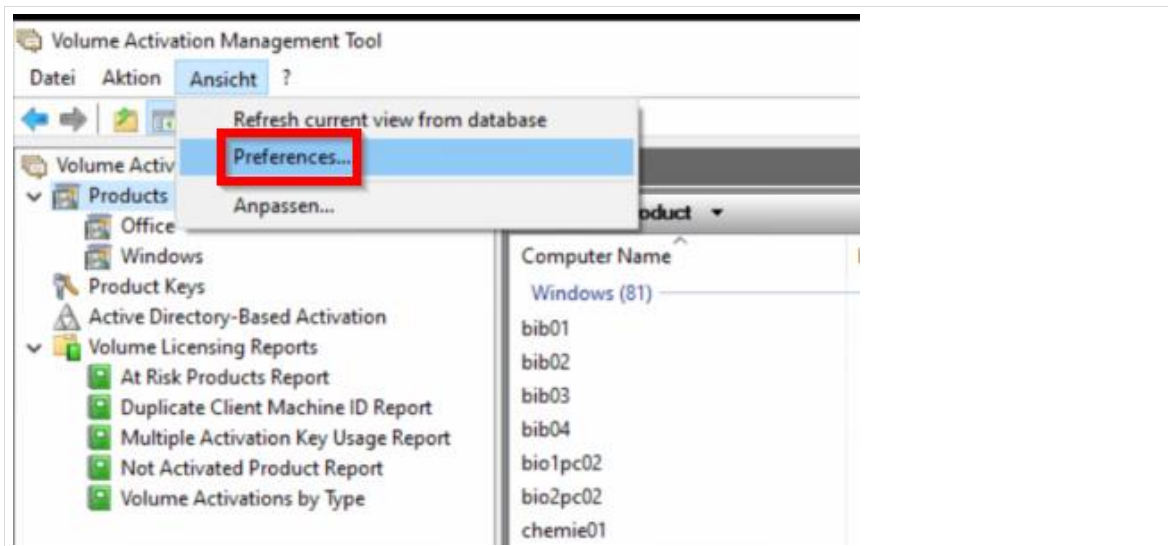 Volume Activation Management Tool
Datei Aktion Ansicht ?
Refresh current view from database
Preferences...
Anpassen...
Volume Activ
Products
Office
Windows
Product Keys
Active Directory-Based Activation
Volume Licensing Reports
At Risk Products Report
Duplicate Client Machine ID Report
Multiple Activation Key Usage Report
Not Activated Product Report
Volume Activations by Type
oduct
Computer Name
Windows (81)
bib01
bib02
bib03
bib04
bio1pc02
bio2pc02
chemie01